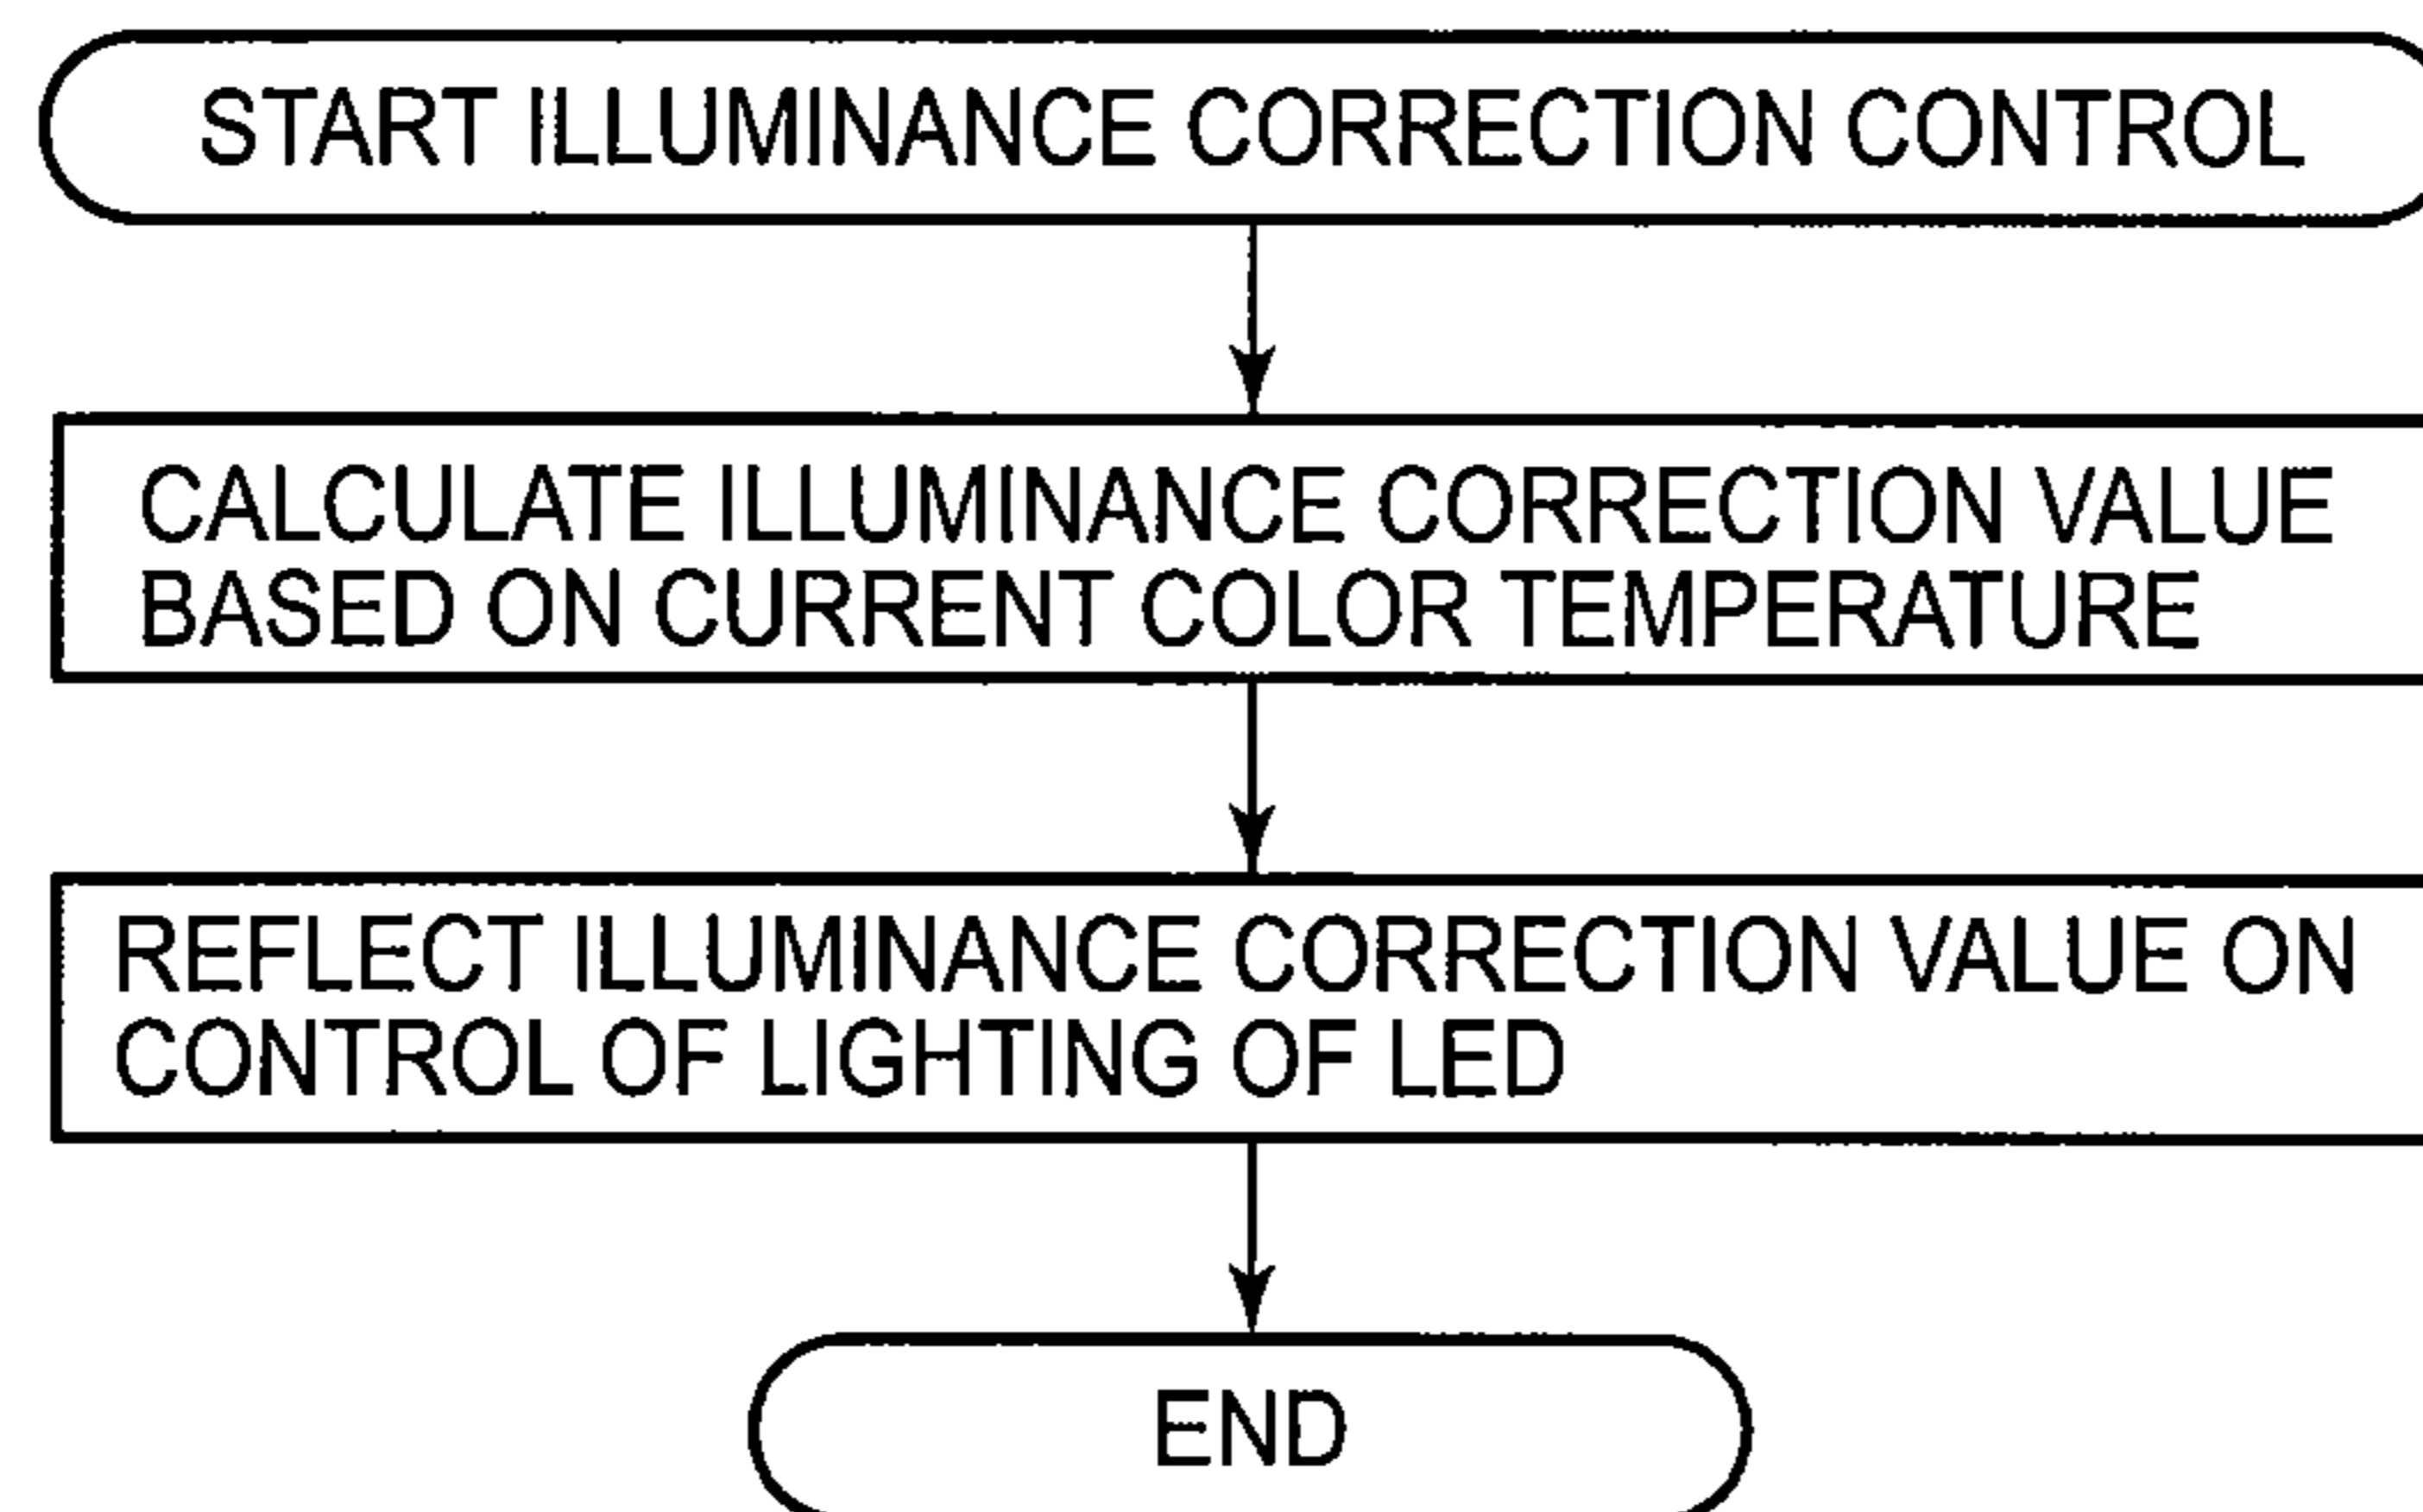 START ILLUMINANCE CORRECTION CONTROL
CALCULATE ILLUMINANCE CORRECTION VALUE
BASED ON CURRENT COLOR TEMPERATURE
REFLECT ILLUMINANCE CORRECTION VALUE ON
CONTROL OF LIGHTING OF LED
END